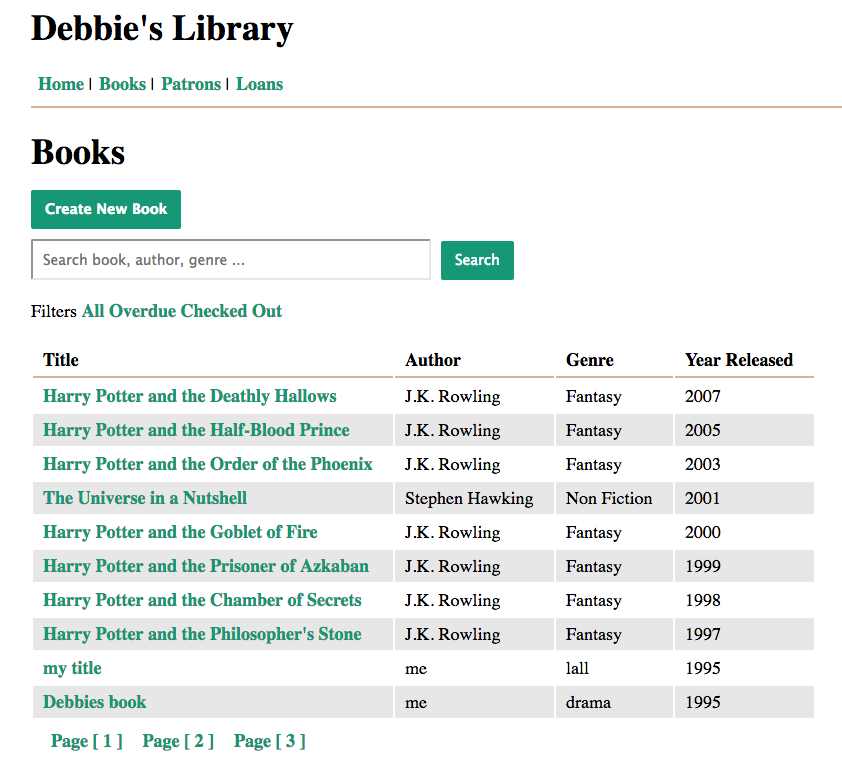 Debbie's Library
Home | Books | Patrons | Loans
Books
Create New Book
Search book, author, genre ... Search
Filters All Overdue Checked Out
Title Author Genre Year Released
Harry Potter and the Deathly Hallows J.K. Rowling Fantasy 2007
Harry Potter and the Half-Blood Prince J.K. Rowling Fantasy 2005
Harry Potter and the Order of the Phoenix J.K. Rowling Fantasy 2003
The Universe in a Nutshell Stephen Hawking Non Fiction 2001
Harry Potter and the Goblet of Fire J.K. Rowling Fantasy 2000
Harry Potter and the Prisoner of Azkaban J.K. Rowling Fantasy 1999
Harry Potter and the Chamber of Secrets J.K. Rowling Fantasy 1998
Harry Potter and the Philosopher's Stone J.K. Rowling Fantasy 1997
my title me lall 1995
Debbies book me drama 1995
Page [ 1 ] Page [ 2 ] Page [ 3 ]